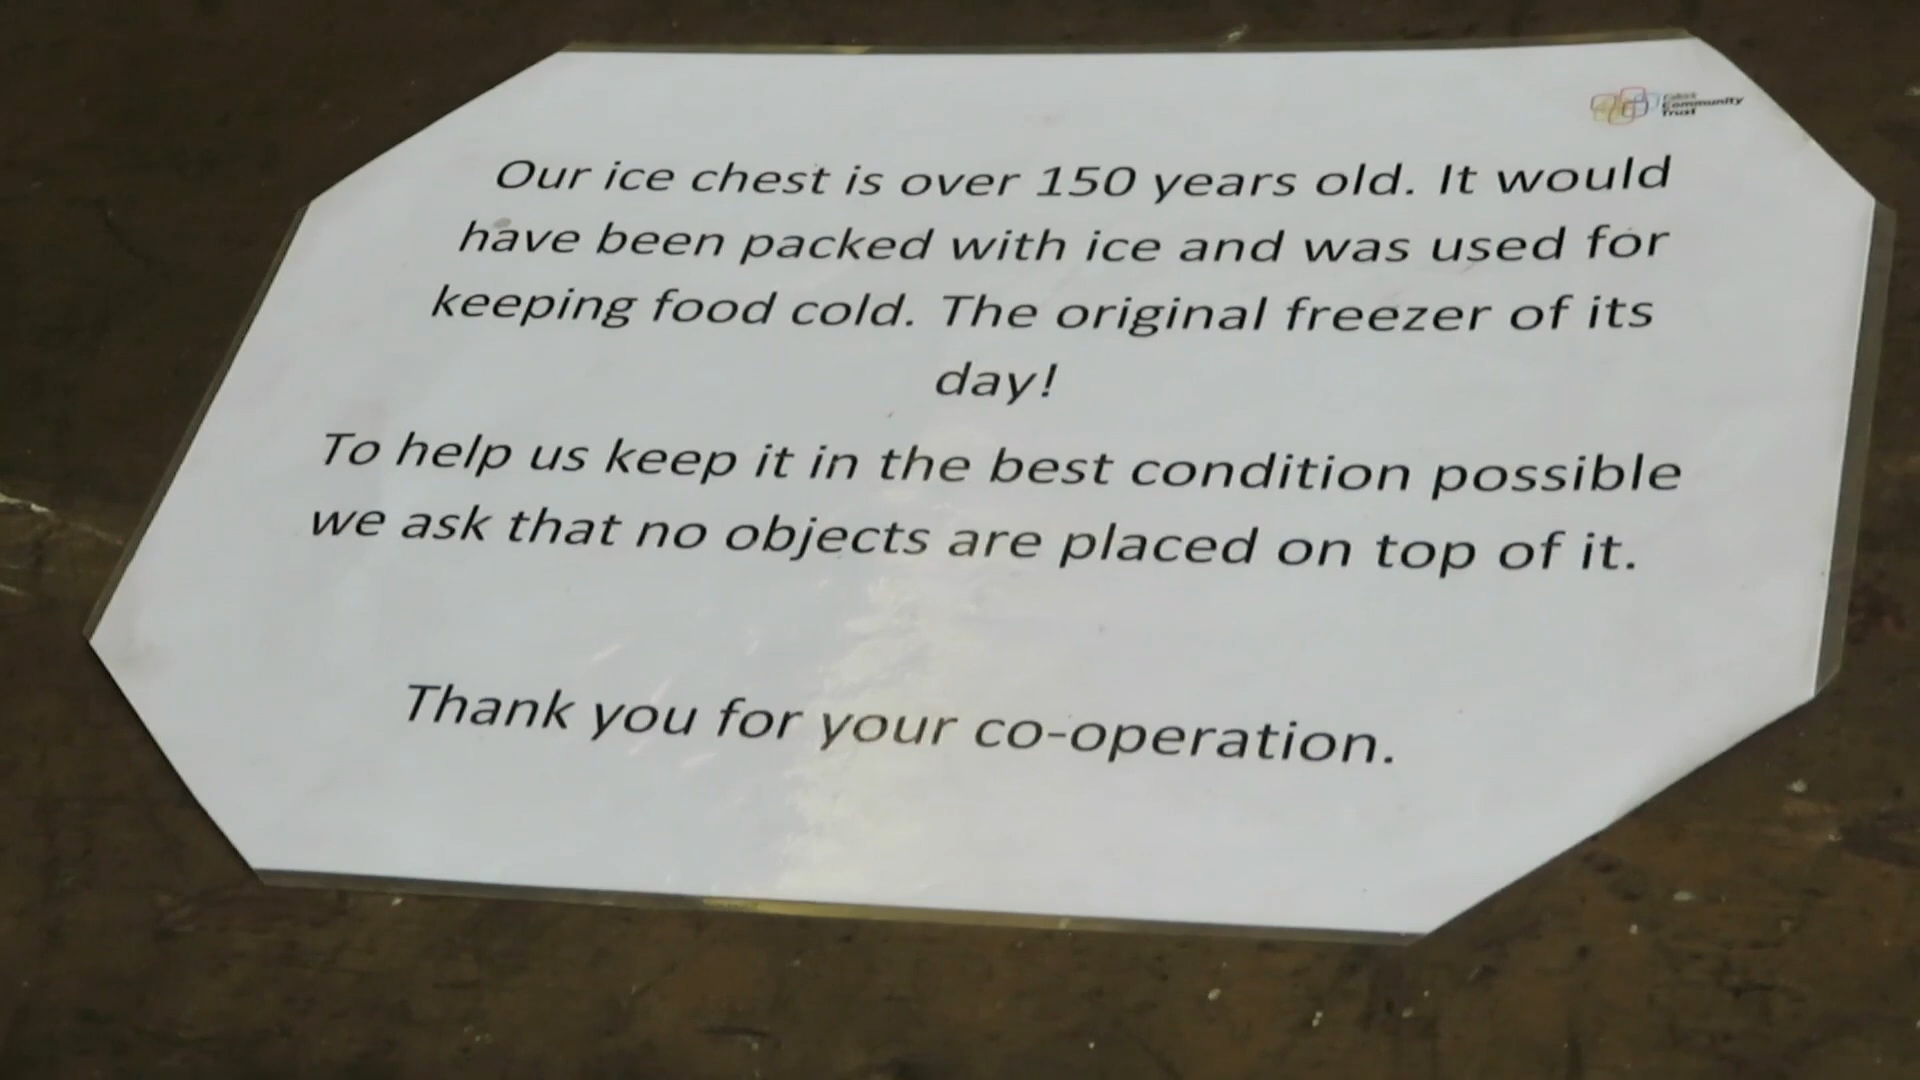 Community
Trust
Our ice chest is over 150 years old. It would
have been packed with ice and was used for
keeping food cold. The original freezer of its
day!
To help us keep it in the best condition possible
we ask that no objects are placed on top of it.
Thank you for your co-operation.